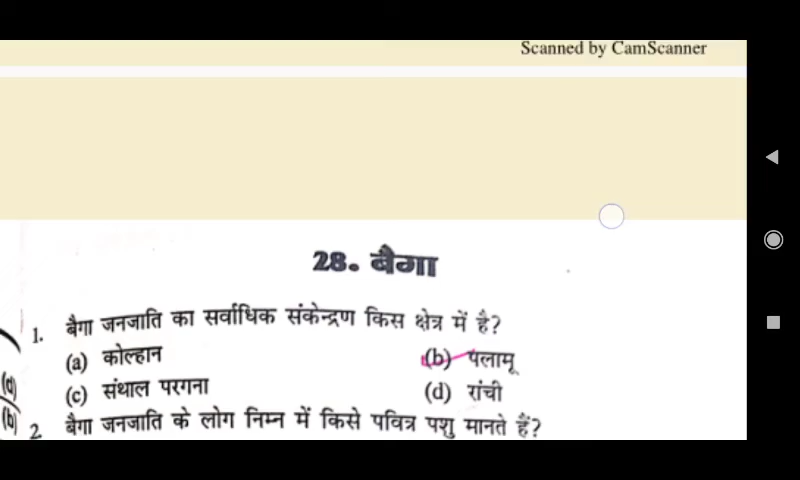 Scanned by CamScanner
28. बैगा
1. बैगा जनजाति का सर्वाधिक संकेन्द्रण किस क्षेत्र में है?
(a) कोल्हान (b) पलामू
(d)
(c) संथाल परगना (d) रांची
(b)
2. बैगा जनजाति के लोग निम्न में किसे पवित्र पशु मानते हैं?